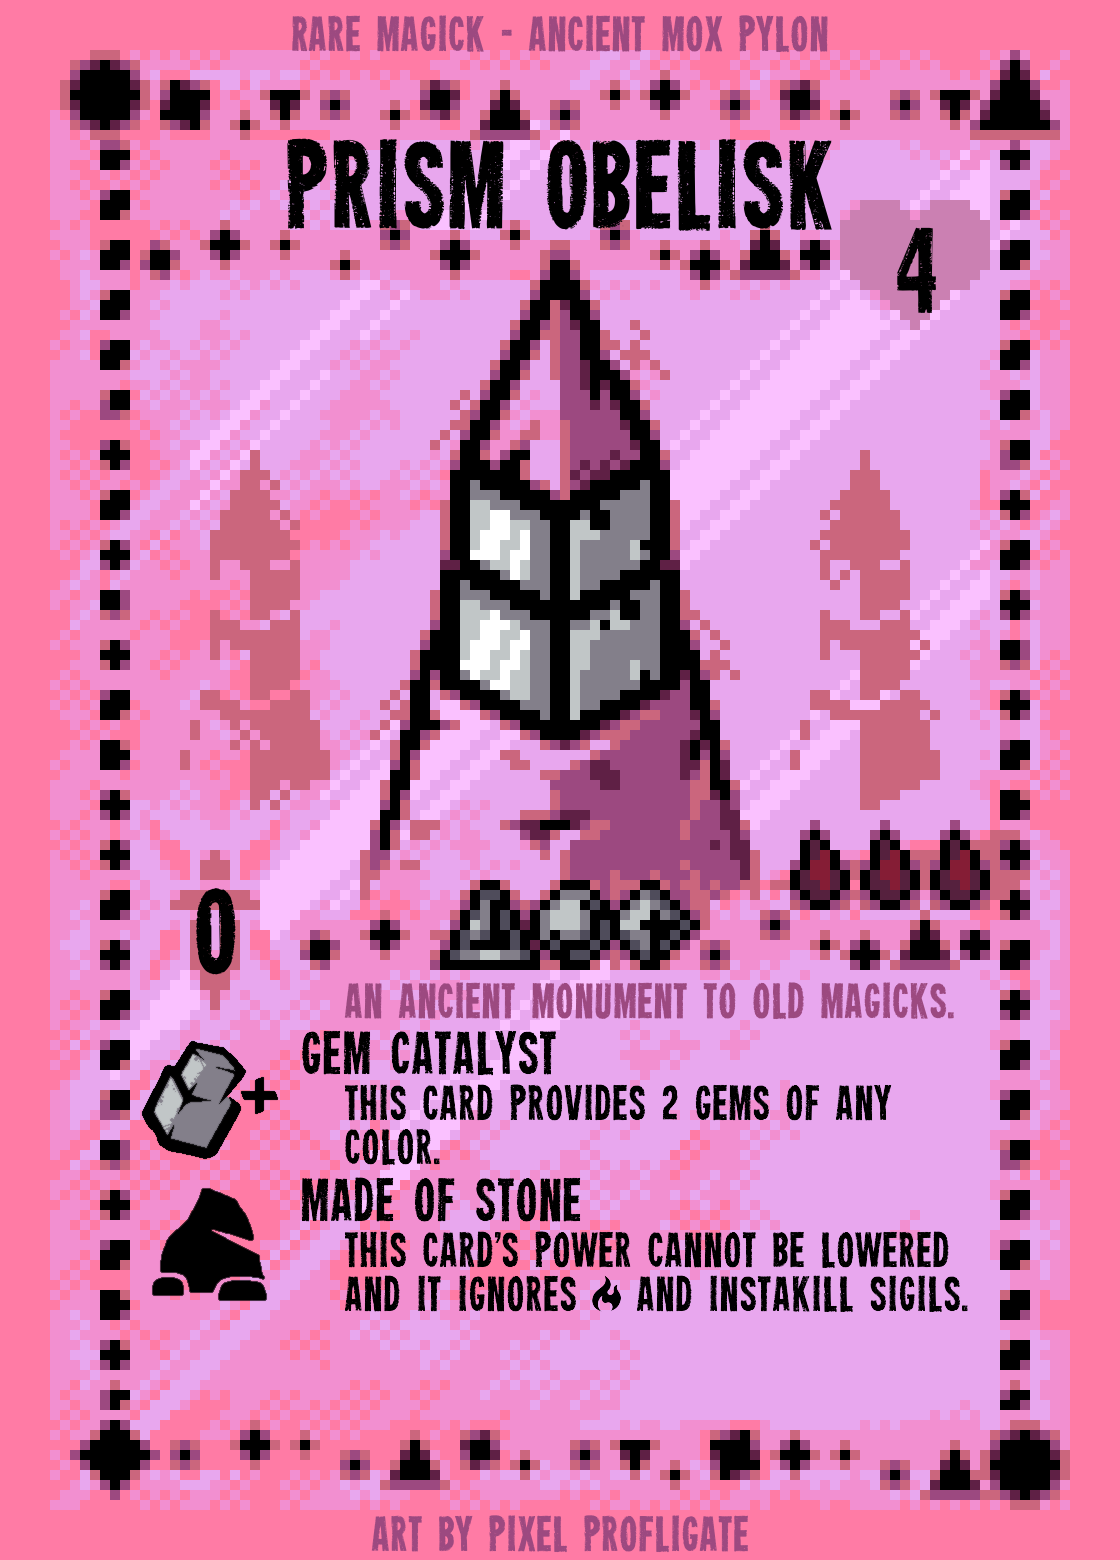 RARE MAGICK - ANCIENT MOX PYLON
PRISM OBELISK
4
0
AN ANCIENT MONUMENT TO OLD MAGICKS.
GEM CATALYST
THIS CARD PROVIDES 2 GEMS OF ANY
COLOR.
MADE OF STONE
THIS CARD'S POWER CANNOT BE LOWERED
AND IT IGNORES AND INSTAKILL SIGILS.
ART BY PIXEL PROFLIGATE